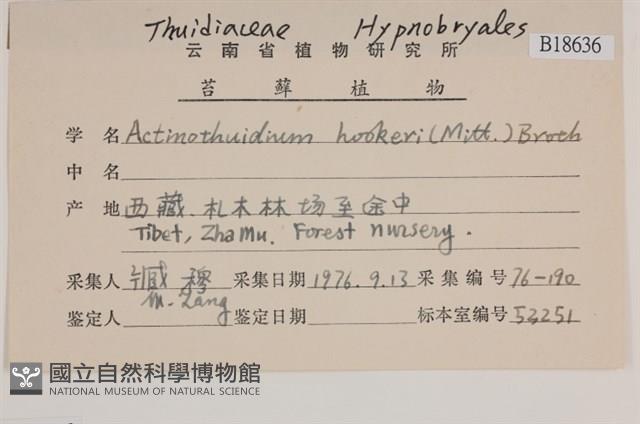 Thuidiaceae Hypnobryales
云南省植物研究所
B18636
苔藓植物
学名 Actinothuidium hookeri (Mitt.) Broth
中名
产地 西藏.札木林场至途中
Tibet, ZhaMu. Forest nursery.
采集人 臧穆 采集日期 1976.9.13 采集编号 76-190
M. Zang
鉴定人 鉴定日期 标本室编号 53251
國立自然科學博物館
NATIONAL MUSEUM OF NATURAL SCIENCE